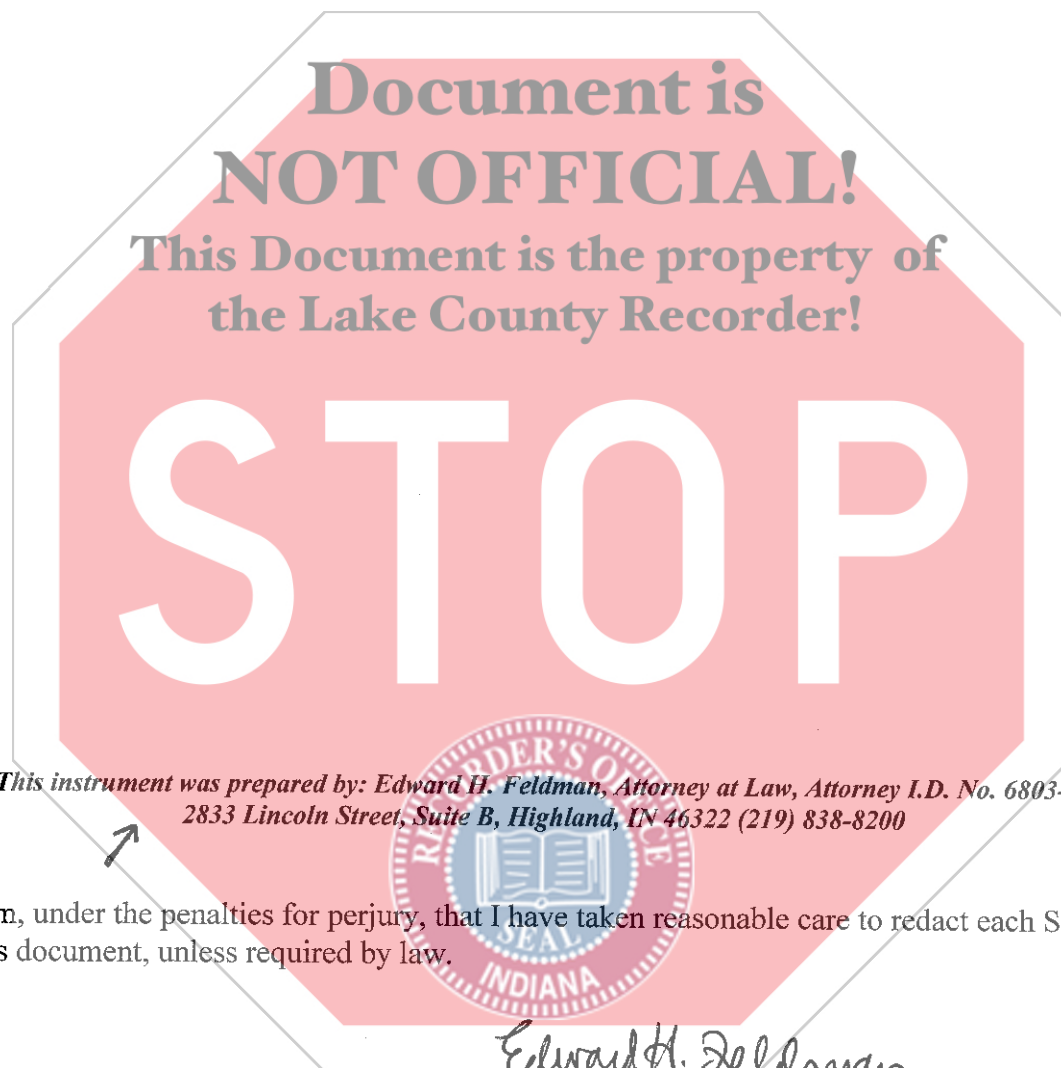 Document is
NOT OFFICIAL!
This Document is the property of
the Lake County Recorder!
STOP
This instrument was prepared by: Edward H. Feldman, Attorney at Law, Attorney I.D. No. 6803-
2833 Lincoln Street, Suite B, Highland, IN 46322 (219) 838-8200
RECORDER'S OFFICE
SEAL
INDIANA
m, under the penalties for perjury, that I have taken reasonable care to redact each S
s document, unless required by law.
Edward H. Feldman